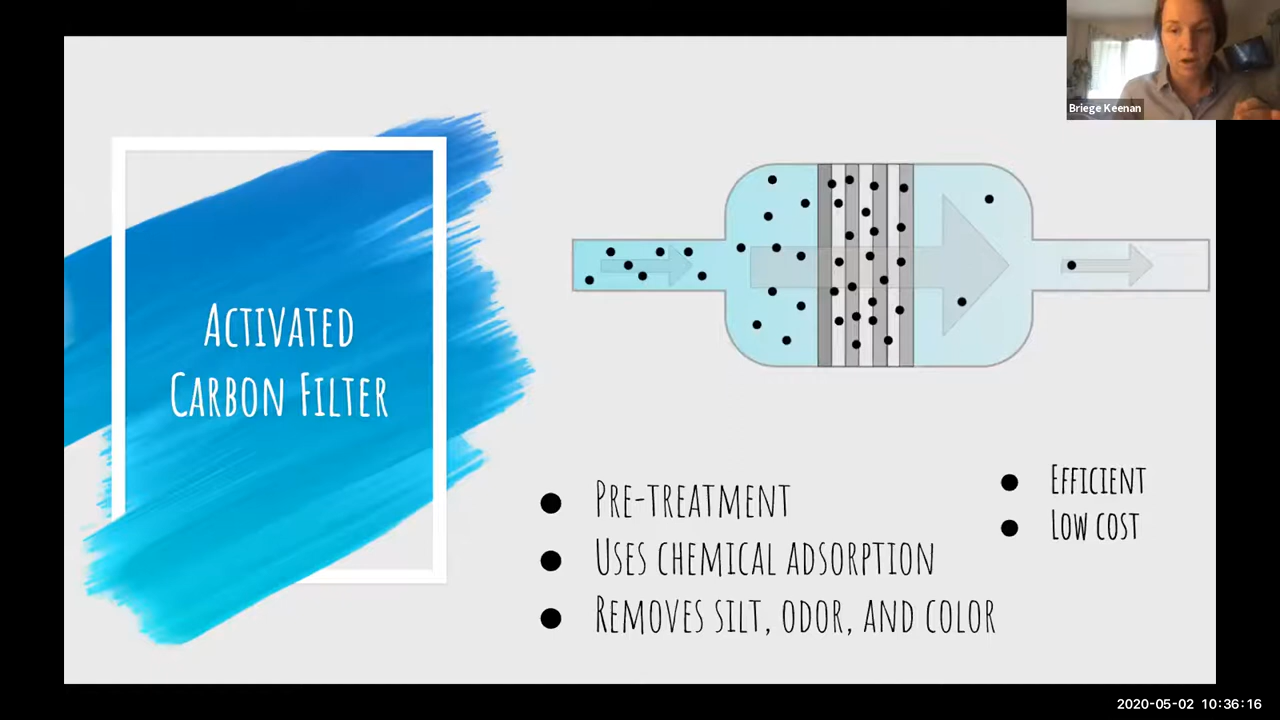 Briege Keenan
Activated
Carbon Filter
Pre-treatment
Uses chemical adsorption
Removes silt, odor, and color
Efficient
Low cost
2020-05-02 10:36:16